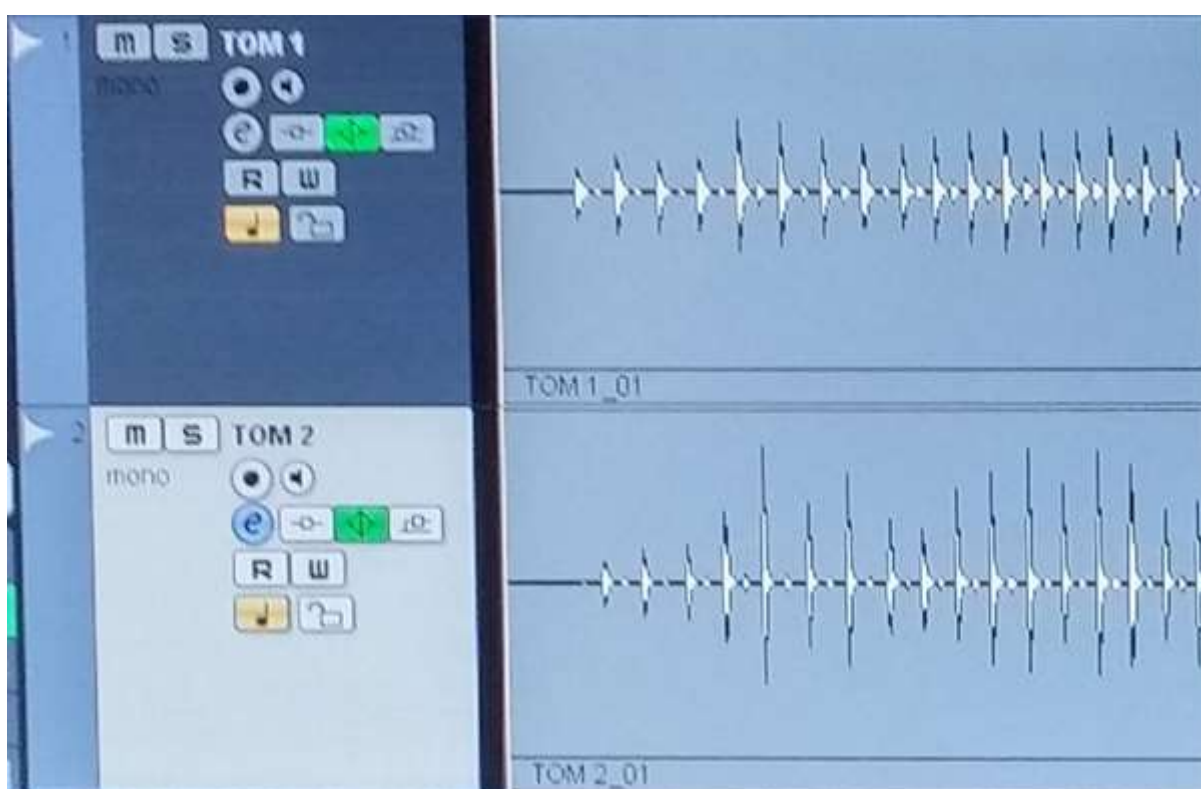 1 m S TOM 1
mono
e
R W
TOM 1_01
2 m S TOM 2
mono
e
R W
TOM 2_01